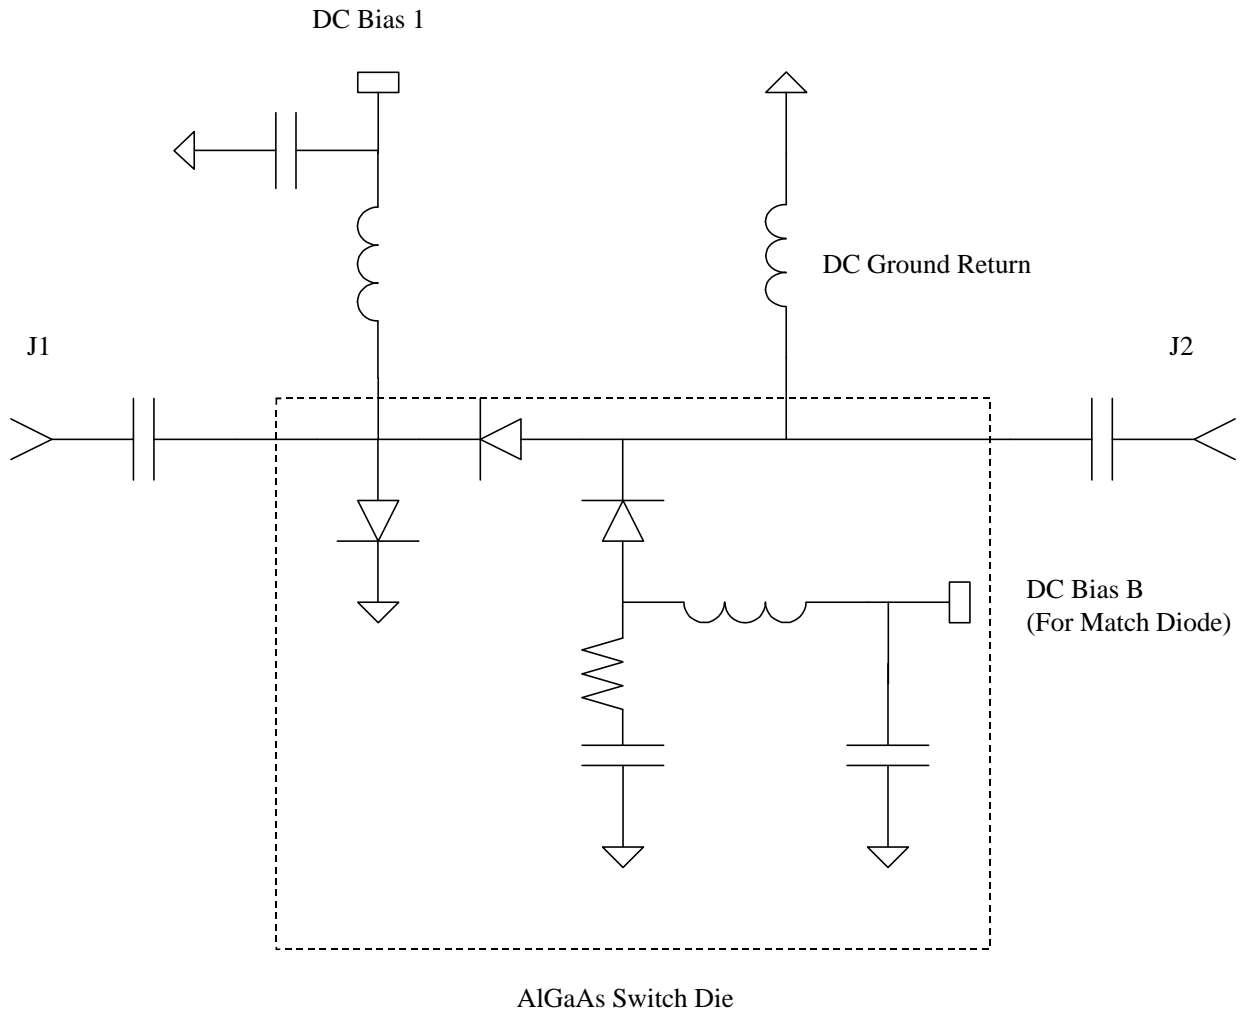 DC Bias 1
DC Ground Return
J1
J2
DC Bias B
(For Match Diode)
AlGaAs Switch Die